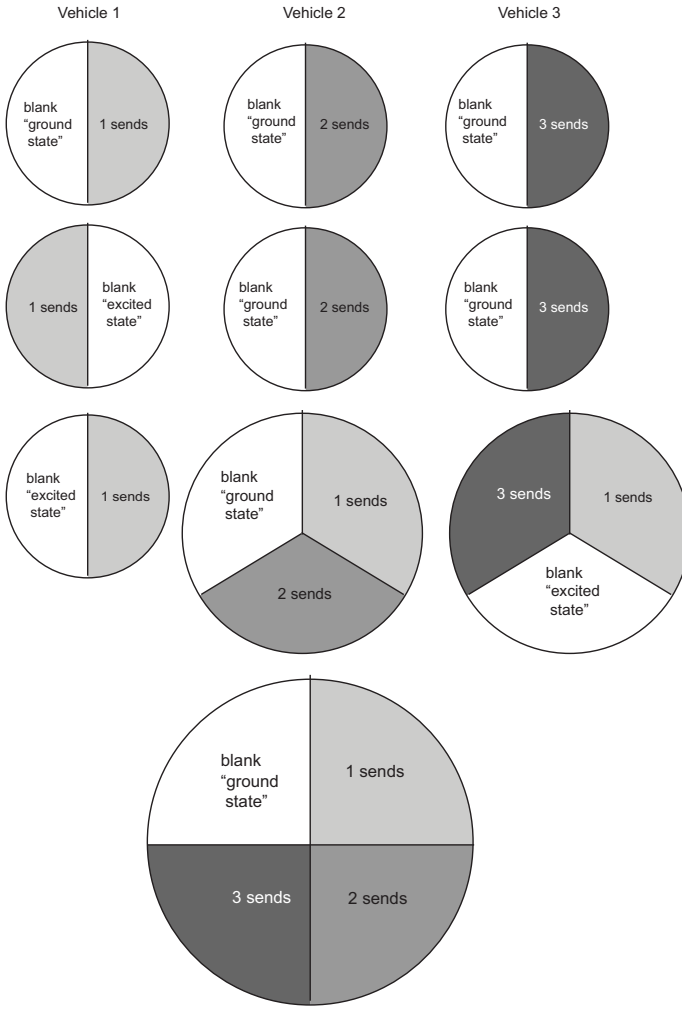 Vehicle 1
Vehicle 2
Vehicle 3
blank
“ground
state”
1 sends
blank
“ground
state”
2 sends
blank
“ground
state”
3 sends
1 sends
blank
“excited
state”
blank
“ground
state”
2 sends
blank
“ground
state”
3 sends
blank
“excited
state”
1 sends
blank
“ground
state”
1 sends
2 sends
3 sends
1 sends
blank
“excited
state”
blank
“ground
state”
1 sends
3 sends
2 sends